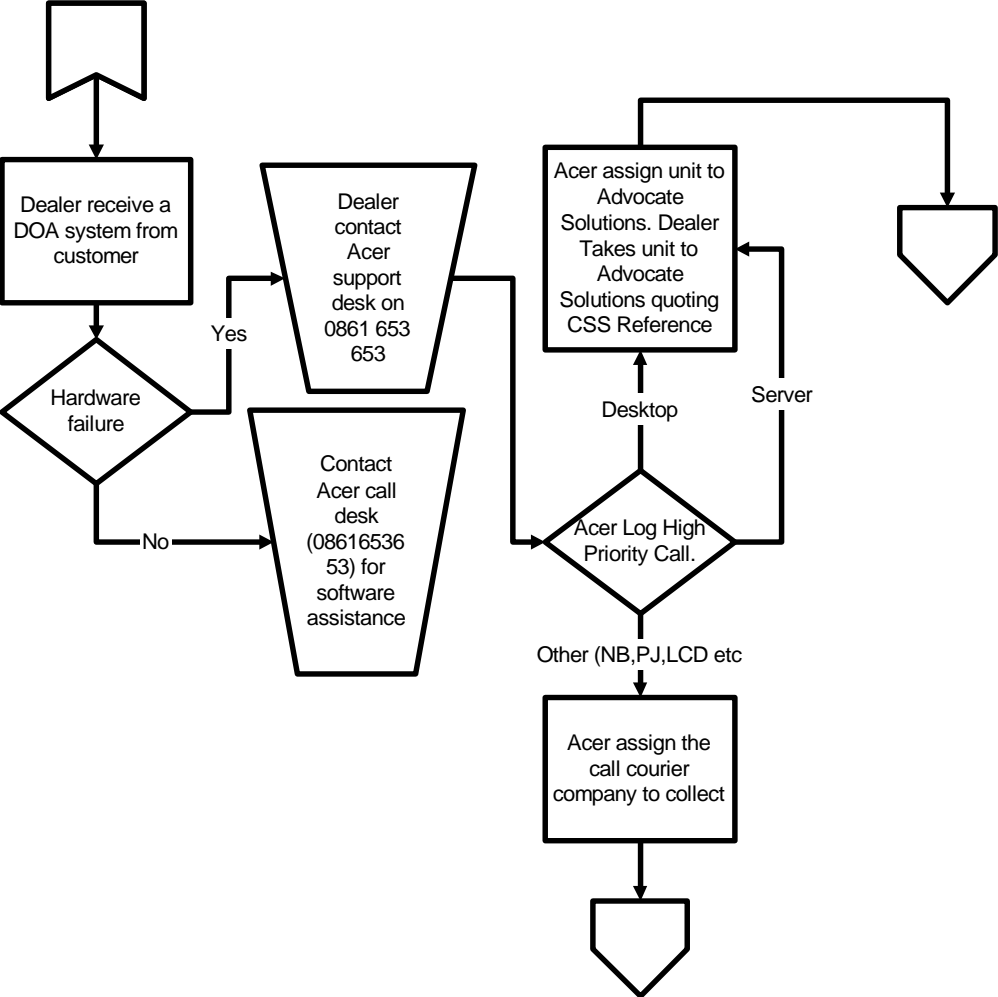 Dealer receive a
DOA system from
customer
Hardware
failure
Yes
No
Dealer
contact
Acer
support
desk on
0861 653
653
Contact
Acer call
desk
(08616536
53) for
software
assistance
Acer assign unit to
Advocate
Solutions. Dealer
Takes unit to
Advocate
Solutions quoting
CSS Reference
Desktop
Server
Acer Log High
Priority Call.
Other (NB,PJ,LCD etc
Acer assign the
call courier
company to collect